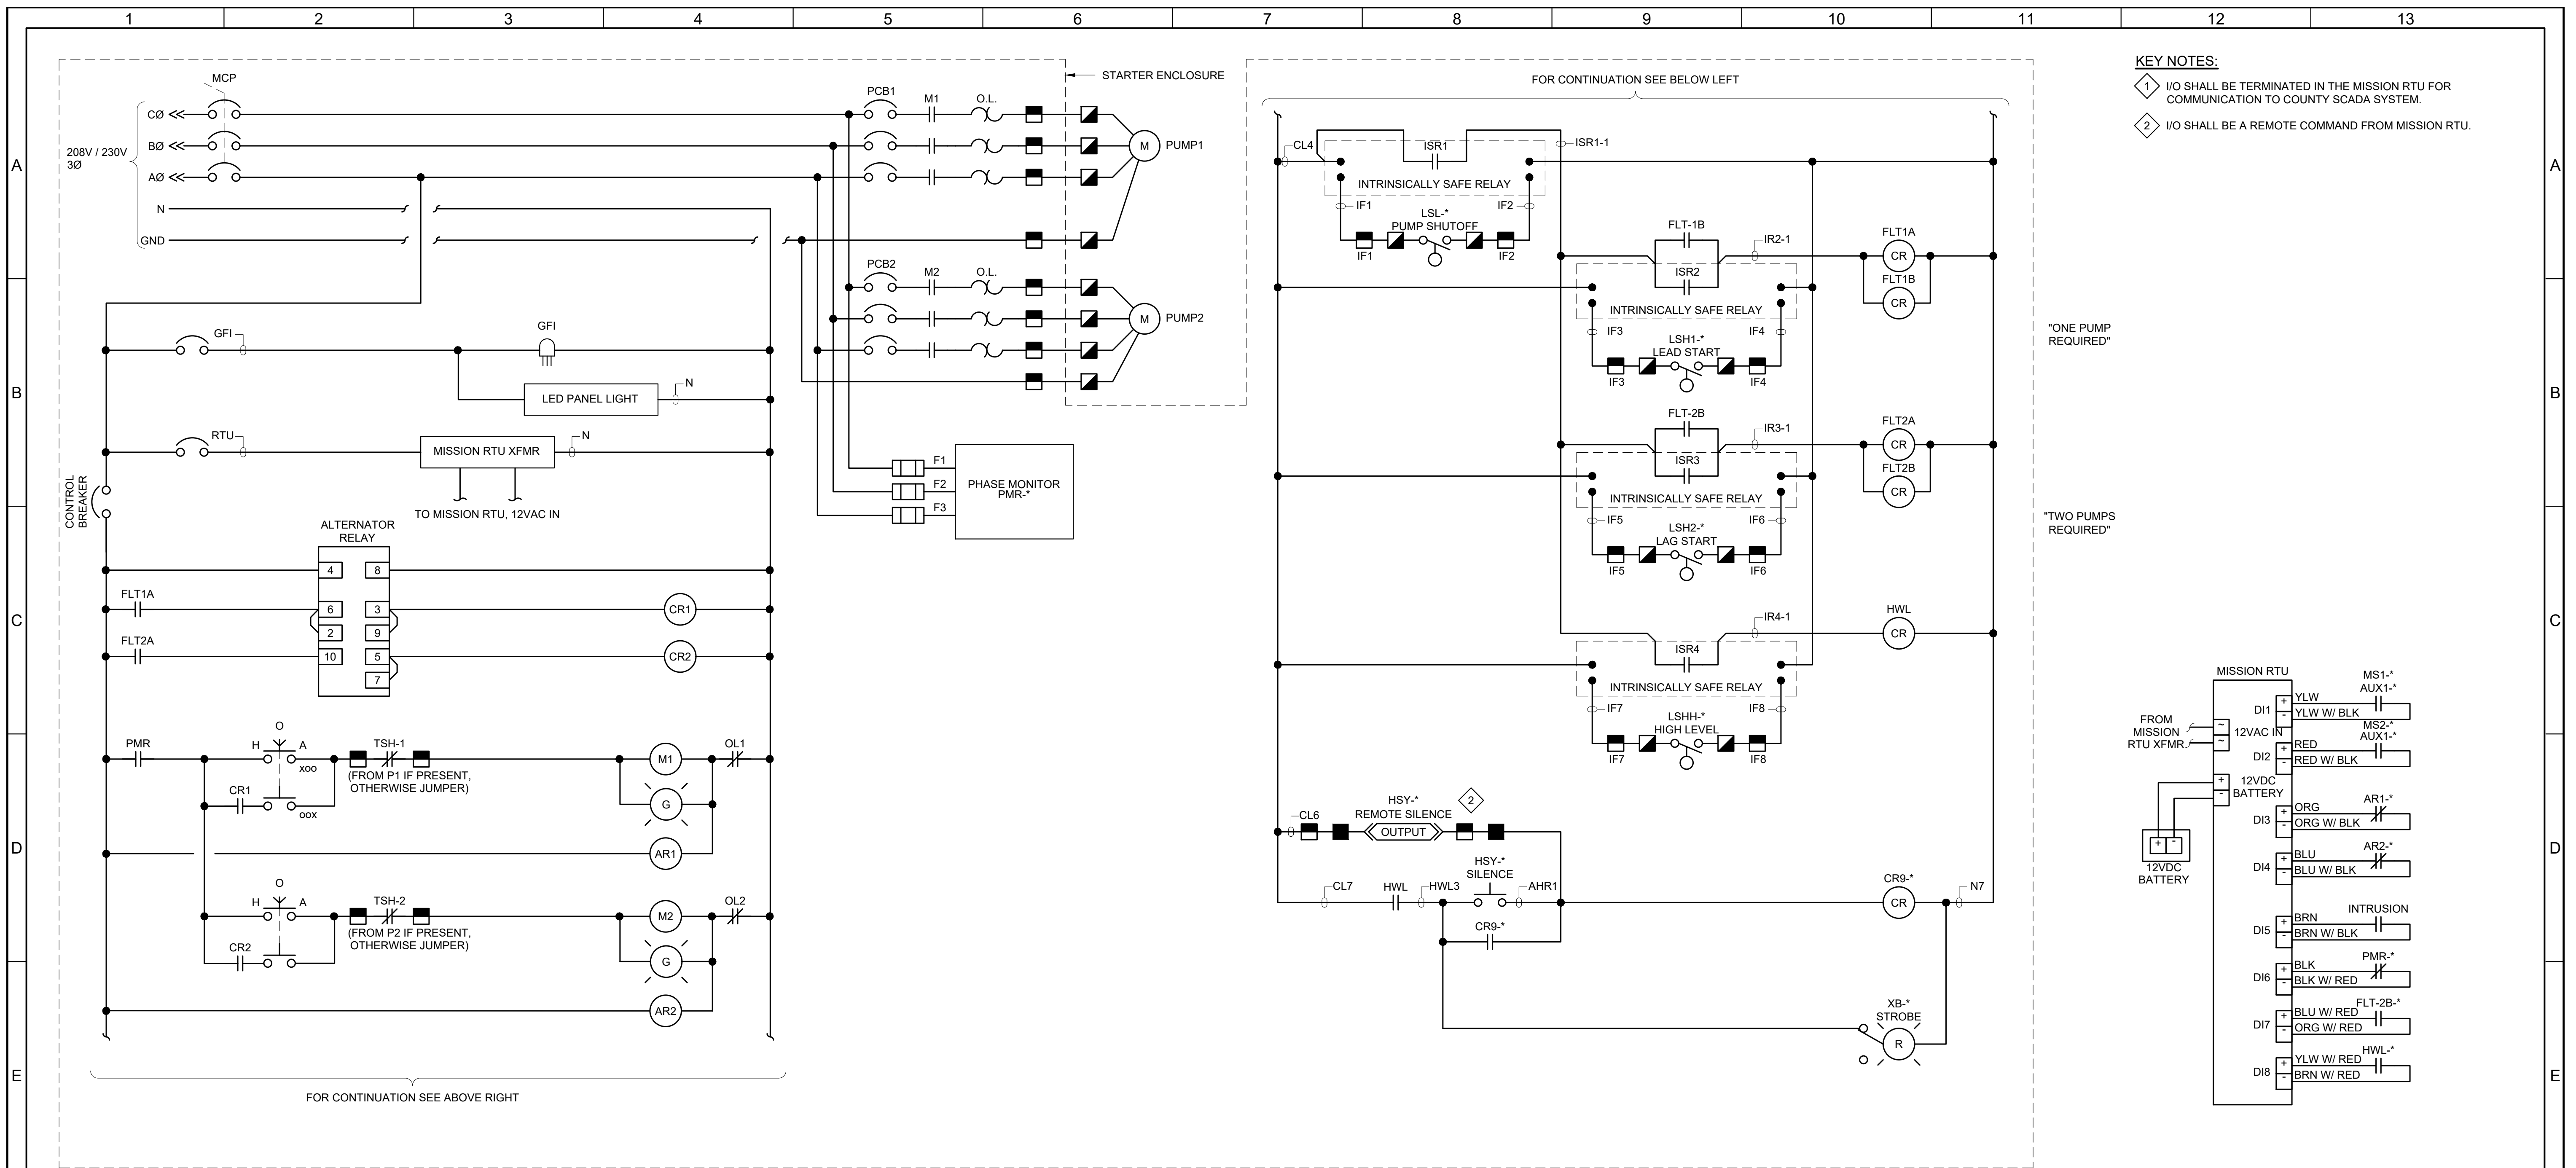 1 2 3 4 5 6 7 8 9 10 11 12 13
A
B
C
D
E
A
B
C
D
E
MCP
CØ
BØ
AØ
208V / 230V
3Ø
N
GND
PCB1
M1
O.L.
STARTER ENCLOSURE
M
PUMP1
PCB2
M2
O.L.
M
PUMP2
GFI
GFI
LED PANEL LIGHT
N
RTU
MISSION RTU XFMR
N
TO MISSION RTU, 12VAC IN
CONTROL
BREAKER
F1
F2
F3
PHASE MONITOR
PMR-*
ALTERNATOR
RELAY
4
8
FLT1A
6
3
CR1
2
9
FLT2A
10
5
CR2
7
PMR
H
O
A
xoo
TSH-1
(FROM P1 IF PRESENT,
OTHERWISE JUMPER)
M1
OL1
CR1
oox
G
AR1
H
O
A
TSH-2
(FROM P2 IF PRESENT,
OTHERWISE JUMPER)
M2
OL2
CR2
G
AR2
FOR CONTINUATION SEE ABOVE RIGHT
FOR CONTINUATION SEE BELOW LEFT
CL4
ISR1
ISR1-1
INTRINSICALLY SAFE RELAY
IF1
IF2
LSL-*
PUMP SHUTOFF
IF1
IF2
FLT-1B
IR2-1
FLT1A
CR
ISR2
FLT1B
CR
INTRINSICALLY SAFE RELAY
IF3
IF4
LSH1-*
LEAD START
IF3
IF4
"ONE PUMP
REQUIRED"
FLT-2B
IR3-1
FLT2A
CR
ISR3
FLT2B
CR
INTRINSICALLY SAFE RELAY
IF5
IF6
LSH2-*
LAG START
IF5
IF6
"TWO PUMPS
REQUIRED"
IR4-1
HWL
CR
ISR4
INTRINSICALLY SAFE RELAY
IF7
IF8
LSHH-*
HIGH LEVEL
IF7
IF8
CL6
HSY-*
REMOTE SILENCE
2
OUTPUT
CL7
HWL
HWL3
HSY-*
SILENCE
AHR1
CR9-*
CR
N7
CR9-*
XB-*
STROBE
R
KEY NOTES:
1
I/O SHALL BE TERMINATED IN THE MISSION RTU FOR
COMMUNICATION TO COUNTY SCADA SYSTEM.
2
I/O SHALL BE A REMOTE COMMAND FROM MISSION RTU.
MISSION RTU
FROM
MISSION
RTU XFMR
~
~
12VAC IN
+
-
12VDC
BATTERY
+ -
12VDC
BATTERY
DI1
+
-
YLW
YLW W/ BLK
MS1-*
AUX1-*
DI2
+
-
RED
RED W/ BLK
MS2-*
AUX1-*
DI3
+
-
ORG
ORG W/ BLK
AR1-*
DI4
+
-
BLU
BLU W/ BLK
AR2-*
DI5
+
-
BRN
BRN W/ BLK
INTRUSION
DI6
+
-
BLK
BLK W/ RED
PMR-*
DI7
+
-
BLU W/ RED
ORG W/ RED
FLT-2B-*
DI8
+
-
YLW W/ RED
BRN W/ RED
HWL-*